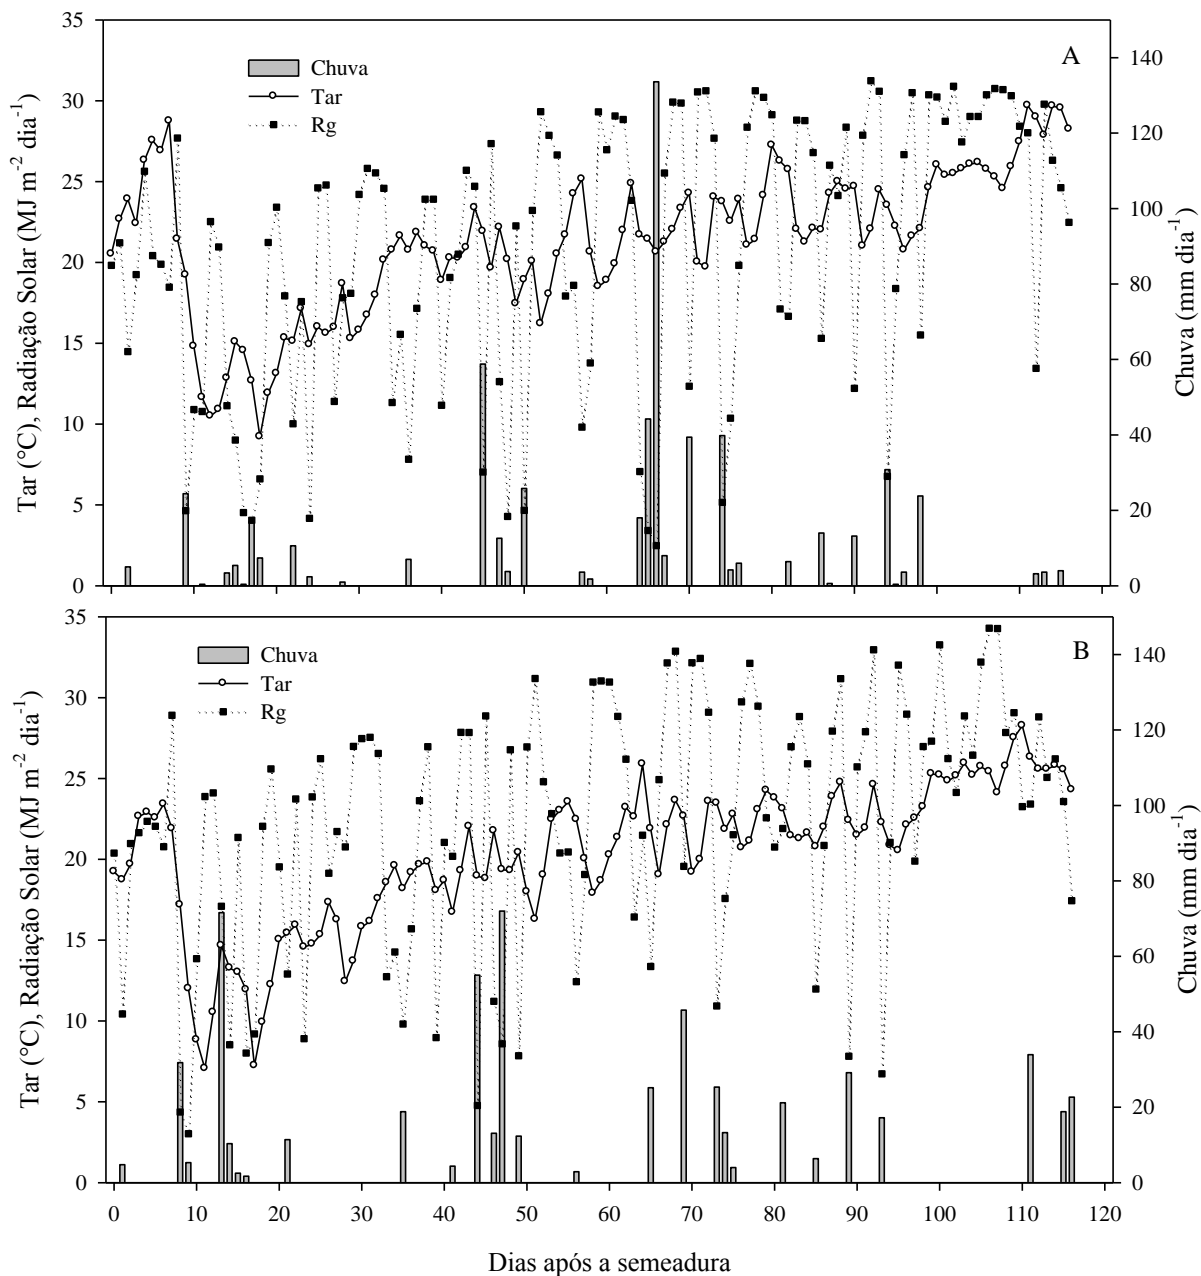 A
Chuva
Tar
Rg
35
30
25
20
15
10
5
0
Tar (°C), Radiação Solar (MJ m⁻² dia⁻¹)
140
120
100
80
60
40
20
0
Chuva (mm dia⁻¹)
B
Chuva
Tar
Rg
35
30
25
20
15
10
5
0
Tar (°C), Radiação Solar (MJ m⁻² dia⁻¹)
140
120
100
80
60
40
20
0
Chuva (mm dia⁻¹)
0 10 20 30 40 50 60 70 80 90 100 110 120
Dias após a semeadura